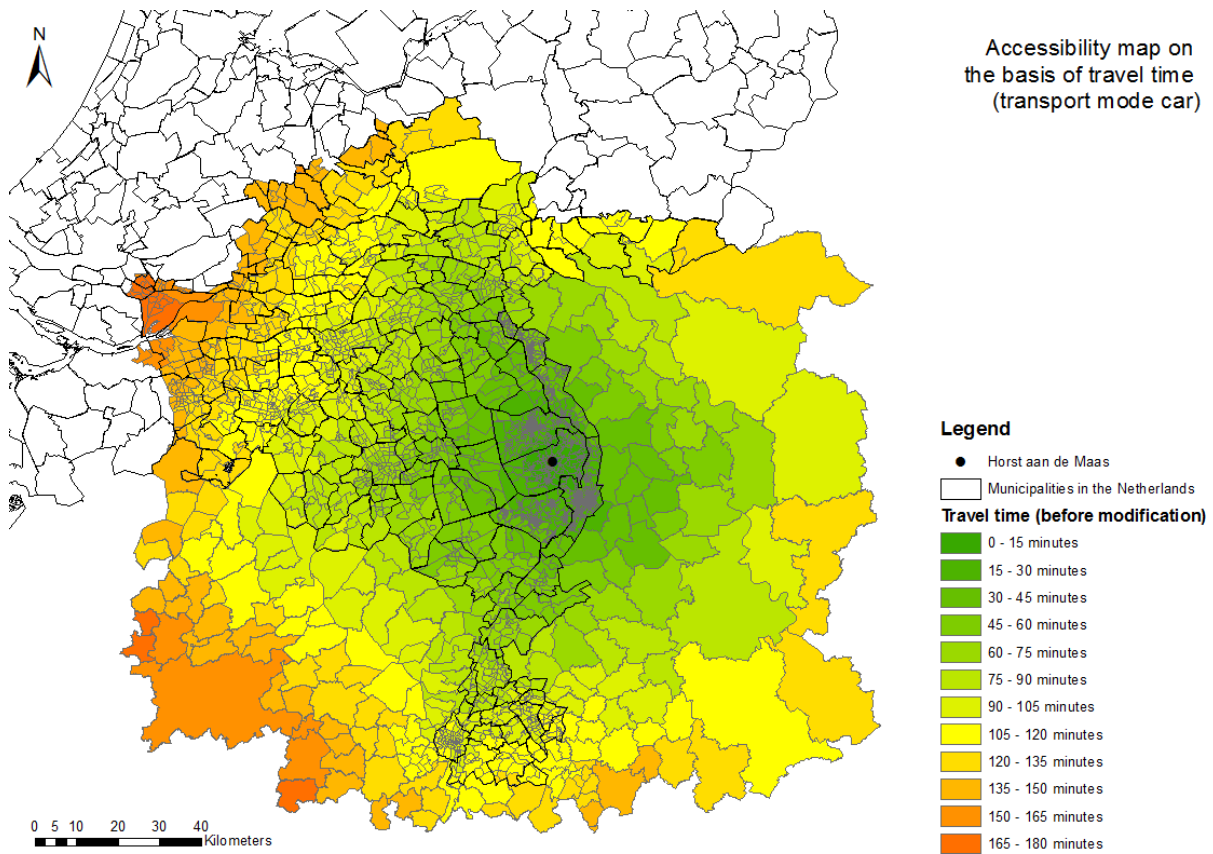 N
Accessibility map on
the basis of travel time
(transport mode car)
Legend
Horst aan de Maas
Municipalities in the Netherlands
Travel time (before modification)
0 - 15 minutes
15 - 30 minutes
30 - 45 minutes
45 - 60 minutes
60 - 75 minutes
75 - 90 minutes
90 - 105 minutes
105 - 120 minutes
120 - 135 minutes
135 - 150 minutes
150 - 165 minutes
165 - 180 minutes
0 5 10 20 30 40
Kilometers